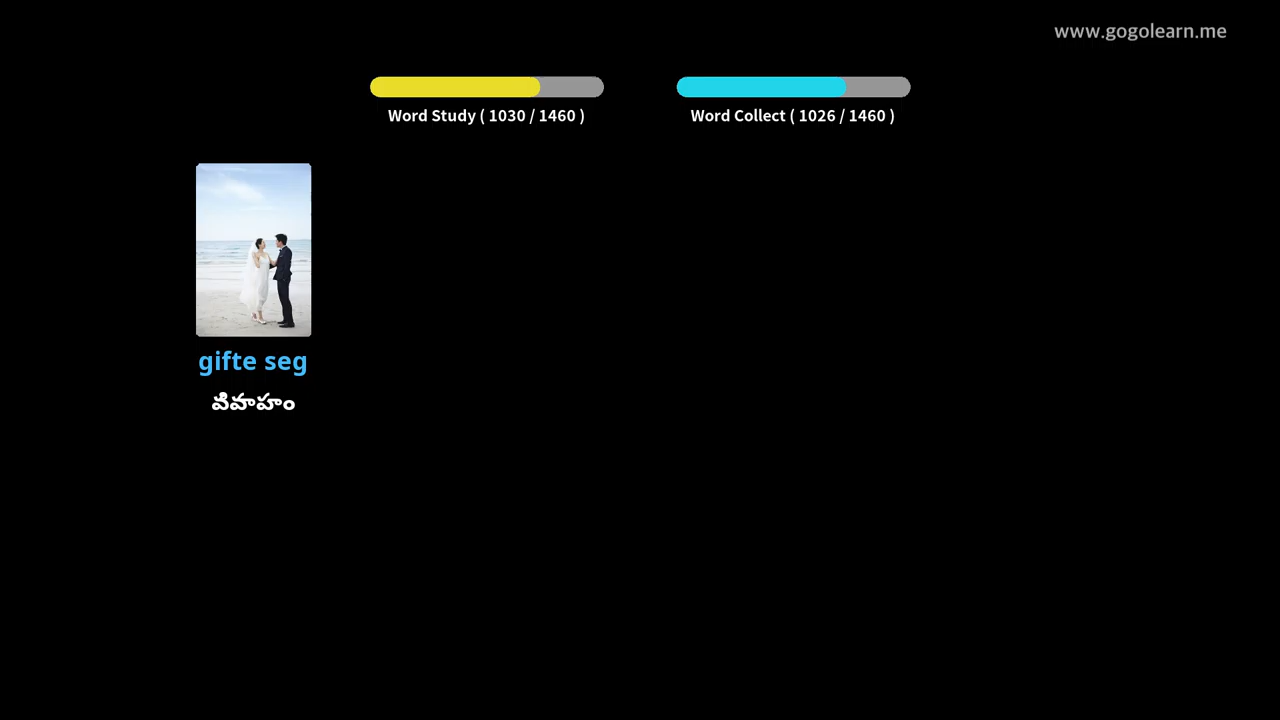 www.gogolearn.me
Word Study ( 1030 / 1460 )
Word Collect ( 1026 / 1460 )
gifte seg
వివాహం